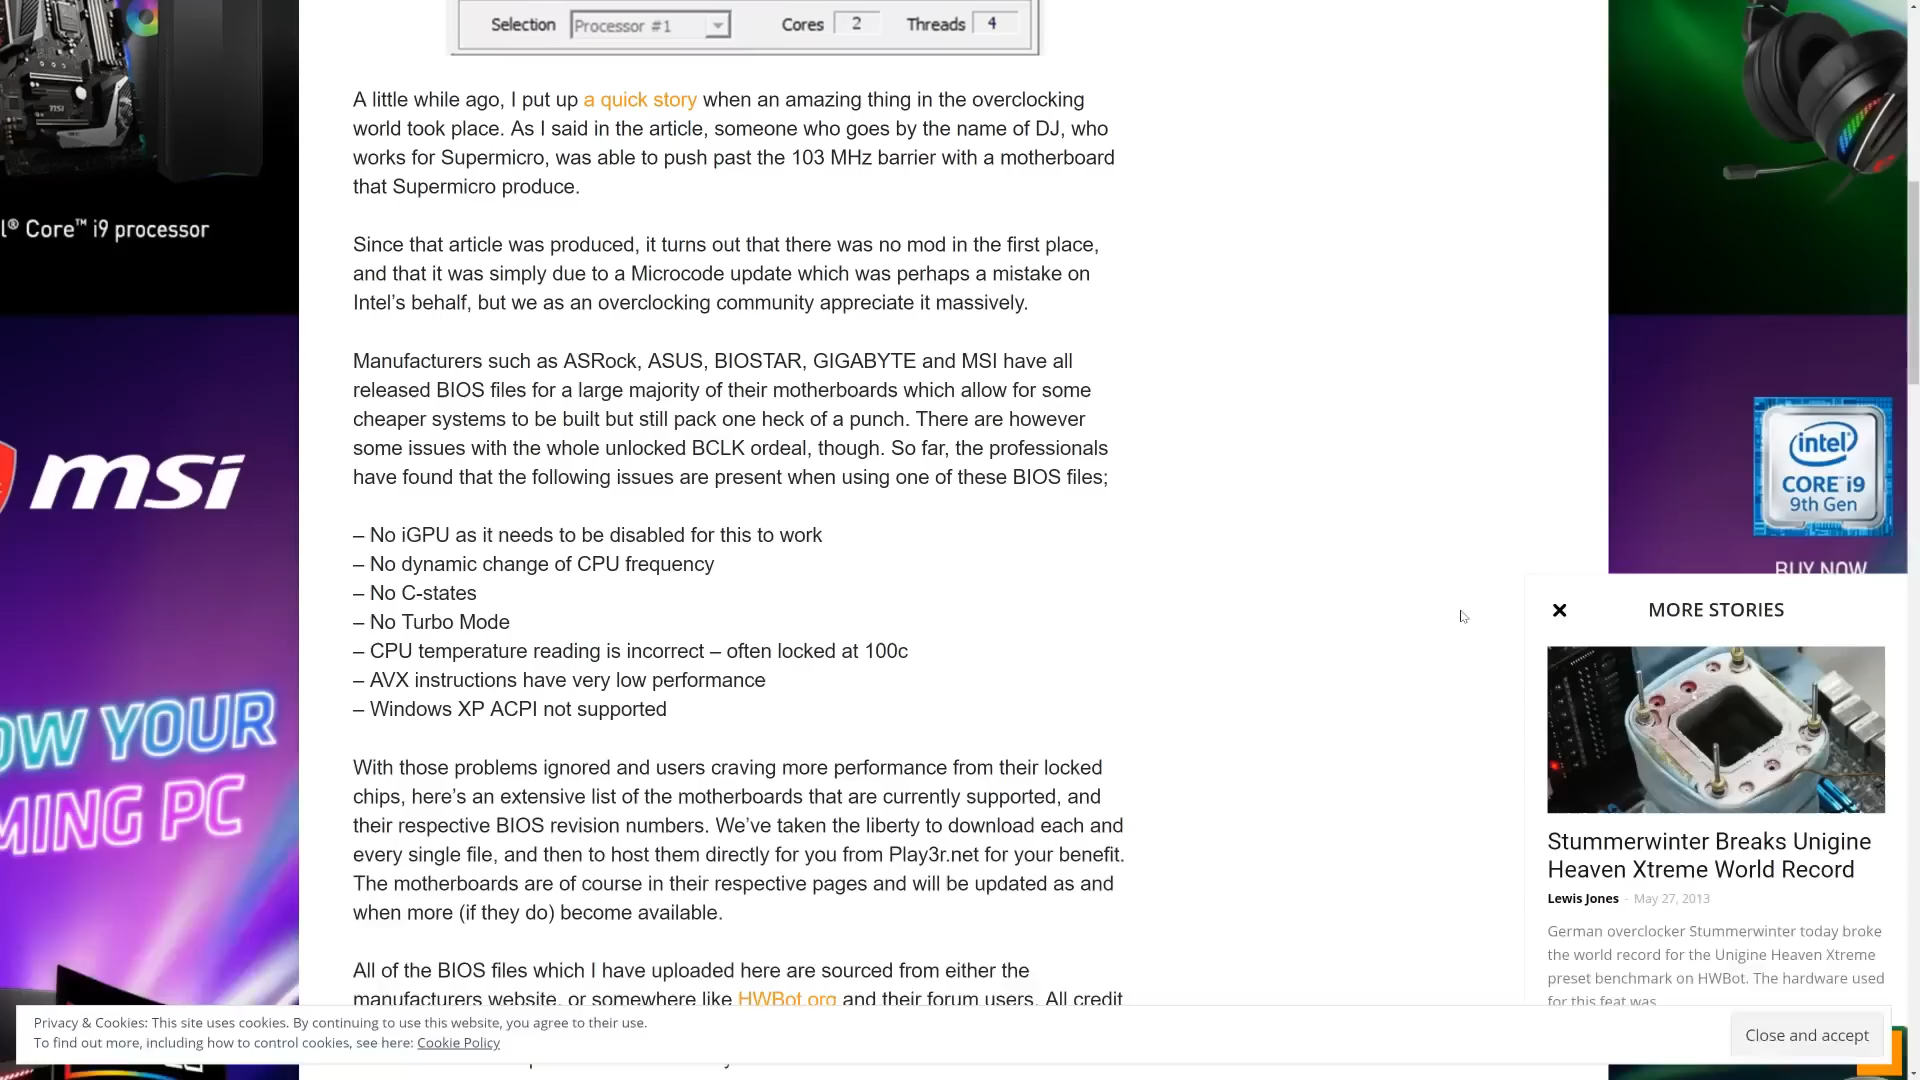 Selection Processor #1 Cores 2 Threads 4
A little while ago, I put up a quick story when an amazing thing in the overclocking
world took place. As I said in the article, someone who goes by the name of DJ, who
works for Supermicro, was able to push past the 103 MHz barrier with a motherboard
that Supermicro produce.
Since that article was produced, it turns out that there was no mod in the first place,
and that it was simply due to a Microcode update which was perhaps a mistake on
Intel's behalf, but we as an overclocking community appreciate it massively.
Manufacturers such as ASRock, ASUS, BIOSTAR, GIGABYTE and MSI have all
released BIOS files for a large majority of their motherboards which allow for some
cheaper systems to be built but still pack one heck of a punch. There are however
some issues with the whole unlocked BCLK ordeal, though. So far, the professionals
have found that the following issues are present when using one of these BIOS files;
– No iGPU as it needs to be disabled for this to work
– No dynamic change of CPU frequency
– No C-states
– No Turbo Mode
– CPU temperature reading is incorrect – often locked at 100c
– AVX instructions have very low performance
– Windows XP ACPI not supported
With those problems ignored and users craving more performance from their locked
chips, here's an extensive list of the motherboards that are currently supported, and
their respective BIOS revision numbers. We've taken the liberty to download each and
every single file, and then to host them directly for you from Play3r.net for your benefit.
The motherboards are of course in their respective pages and will be updated as and
when more (if they do) become available.
All of the BIOS files which I have uploaded here are sourced from either the
manufacturers website, or somewhere like HWBot.org and their forum users. All credit
l® Core™ i9 processor
msi
OW YOUR
MING PC
intel
CORE i9
9th Gen
BUY NOW
MORE STORIES
Stummerwinter Breaks Unigine
Heaven Xtreme World Record
Lewis Jones - May 27, 2013
German overclocker Stummerwinter today broke
the world record for the Unigine Heaven Xtreme
preset benchmark on HWBot. The hardware used
for this feat was
Privacy & Cookies: This site uses cookies. By continuing to use this website, you agree to their use.
To find out more, including how to control cookies, see here: Cookie Policy
Close and accept